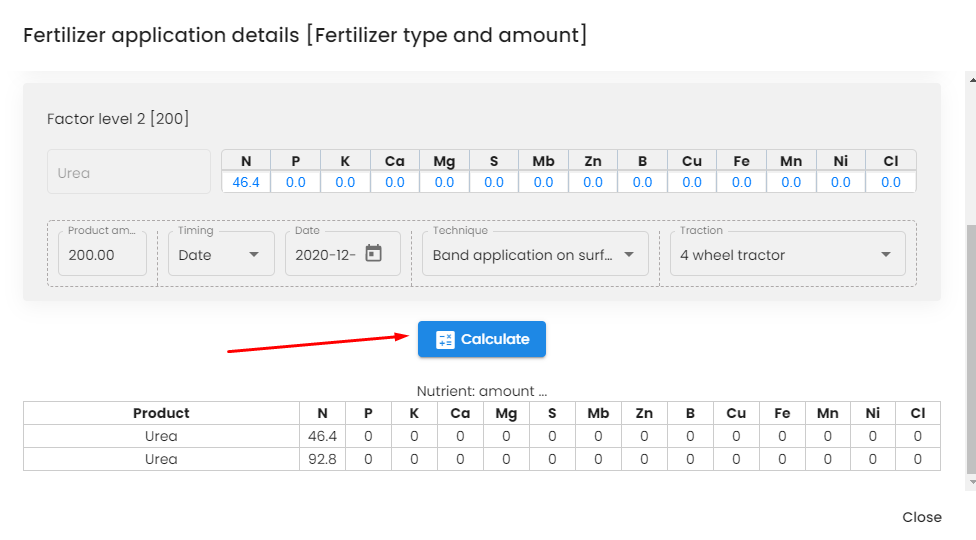 Fertilizer application details [Fertilizer type and amount]
Factor level 2 [200]
N P K Ca Mg S Mb Zn B Cu Fe Mn Ni Cl
Urea
46.4 0.0 0.0 0.0 0.0 0.0 0.0 0.0 0.0 0.0 0.0 0.0 0.0 0.0
Product am... Timing Date Technique Traction
200.00 Date 2020-12- Band application on surf... 4 wheel tractor
Calculate
Nutrient: amount ...
Product N P K Ca Mg S Mb Zn B Cu Fe Mn Ni Cl
Urea 46.4 0 0 0 0 0 0 0 0 0 0 0 0 0
Urea 92.8 0 0 0 0 0 0 0 0 0 0 0 0 0
Close